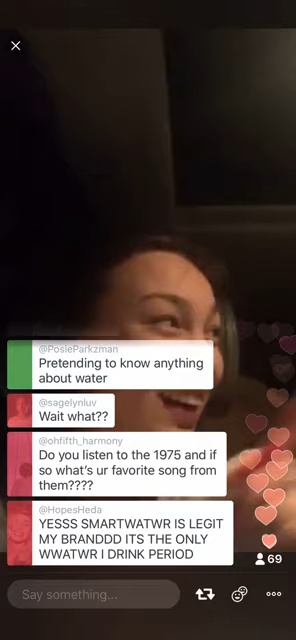 @PosieParkzman
Pretending to know anything
about water
@sagelynluv
Wait what??
@ohfifth_harmony
Do you listen to the 1975 and if
so what's ur favorite song from
them????
@HopesHeda
YESSS SMARTWATWR IS LEGIT
MY BRANDDD ITS THE ONLY
WWATWR I DRINK PERIOD
69
Say something...